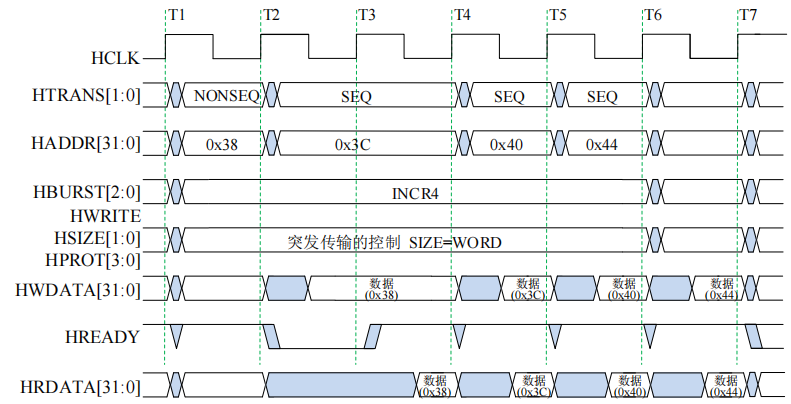 T1 T2 T3 T4 T5 T6 T7
HCLK
HTRANS[1:0] NONSEQ SEQ SEQ SEQ
HADDR[31:0] 0x38 0x3C 0x40 0x44
HBURST[2:0] INCR4
HWRITE
HSIZE[1:0] 突发传输的控制 SIZE=WORD
HPROT[3:0]
HWDATA[31:0] 数据 (0x38) 数据 (0x3C) 数据 (0x40) 数据 (0x44)
HREADY
HRDATA[31:0] 数据 (0x38) 数据 (0x3C) 数据 (0x40) 数据 (0x44)